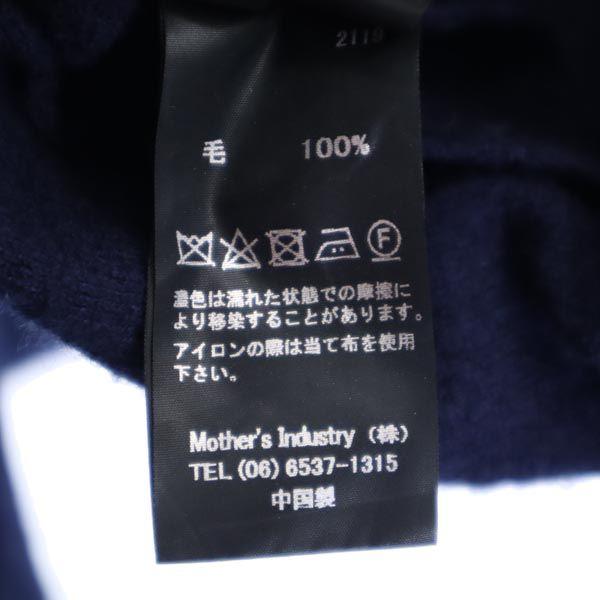 2119
毛 100%
F
濃色は濡れた状態での摩擦に
より移染することがあります。
アイロンの際は当て布を使用
下さい。
Mother's Industry（株）
TEL(06)6537-1315
中国製